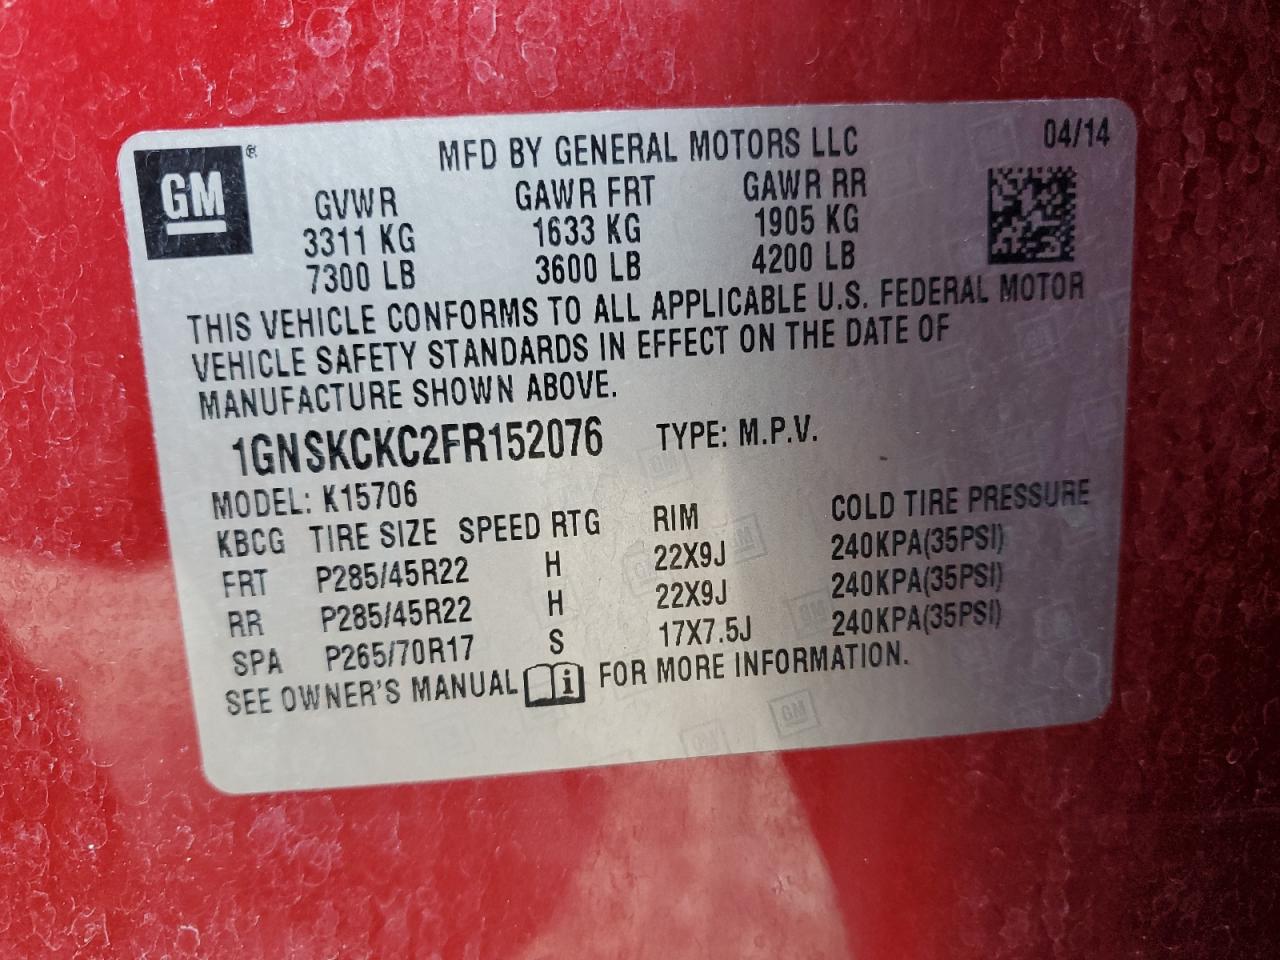 GM ® MFD BY GENERAL MOTORS LLC 04/14
GVWR GAWR FRT GAWR RR
3311 KG 1633 KG 1905 KG
7300 LB 3600 LB 4200 LB
THIS VEHICLE CONFORMS TO ALL APPLICABLE U.S. FEDERAL MOTOR
VEHICLE SAFETY STANDARDS IN EFFECT ON THE DATE OF
MANUFACTURE SHOWN ABOVE.
1GNSKCKC2FR152076 TYPE: M.P.V.
MODEL: K15706
KBCG TIRE SIZE SPEED RTG RIM COLD TIRE PRESSURE
FRT P285/45R22 H 22X9J 240KPA(35PSI)
RR P285/45R22 H 22X9J 240KPA(35PSI)
SPA P265/70R17 S 17X7.5J 240KPA(35PSI)
SEE OWNER'S MANUAL i FOR MORE INFORMATION.